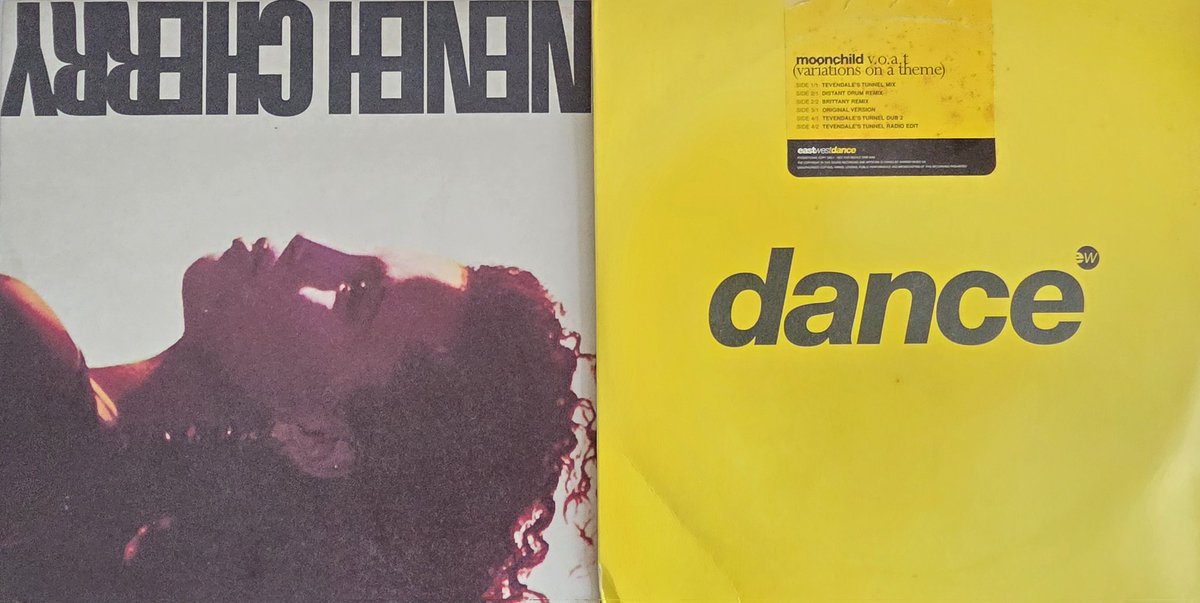 NENEH CHERRY
moonchild v.o.a.t
(variations on a theme)
SIDE 1/1 TEVENDALE'S TUNNEL MIX
SIDE 2/1 DISTANT DRUM REMIX
SIDE 2/2 BRITTANY REMIX
SIDE 3/1 ORIGINAL VERSION
SIDE 4/1 TEVENDALE'S TUNNEL DUB 2
SIDE 4/2 TEVENDALE'S TUNNEL RADIO EDIT
eastwestdance
dance
ew